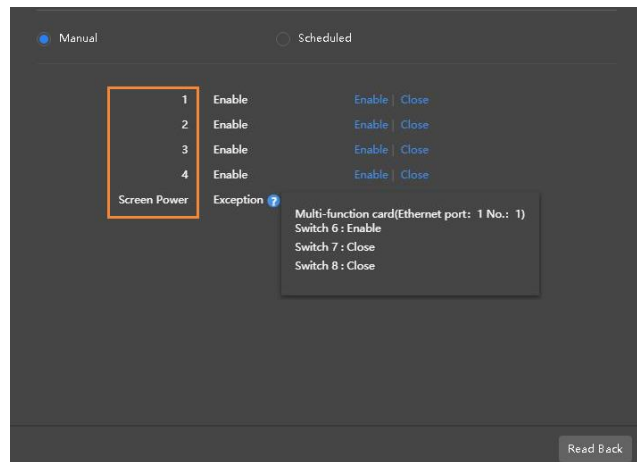 Manual Scheduled
1 Enable Enable | Close
2 Enable Enable | Close
3 Enable Enable | Close
4 Enable Enable | Close
Screen Power Exception ?
Multi-function card(Ethernet port: 1 No.: 1)
Switch 6 : Enable
Switch 7 : Close
Switch 8 : Close
Read Back